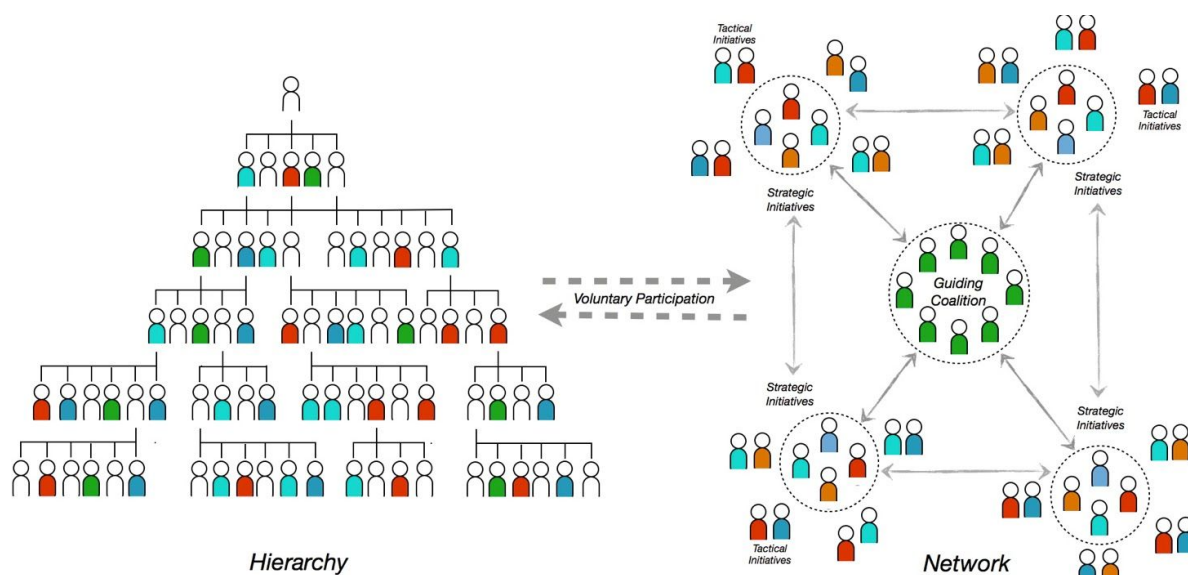 Tactical
Initiatives
Tactical
Initiatives
Strategic
Initiatives
Strategic
Initiatives
Voluntary Participation
Guiding
Coalition
Strategic
Initiatives
Strategic
Initiatives
Tactical
Initiatives
Hierarchy
Network